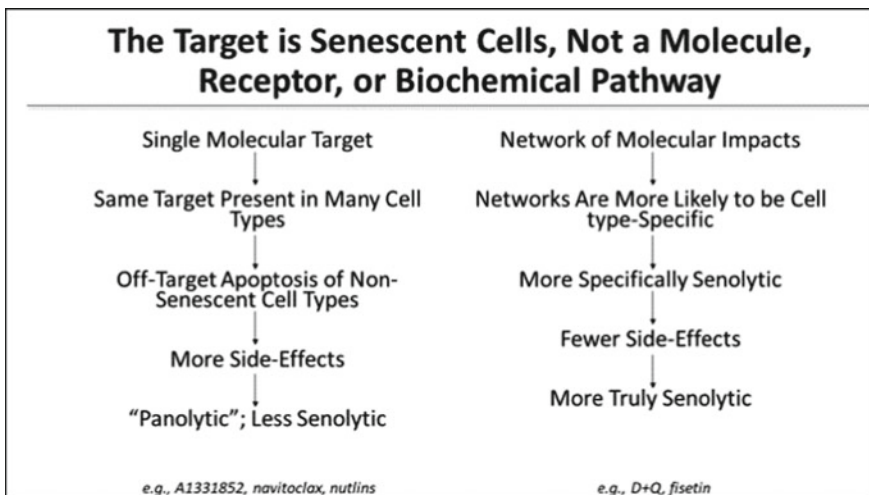 The Target is Senescent Cells, Not a Molecule,
Receptor, or Biochemical Pathway
Single Molecular Target
Same Target Present in Many Cell
Types
Off-Target Apoptosis of Non-
Senescent Cell Types
More Side-Effects
“Panolytic”; Less Senolytic
e.g., A1331852, navitoclax, nutlins
Network of Molecular Impacts
Networks Are More Likely to be Cell
type-Specific
More Specifically Senolytic
Fewer Side-Effects
More Truly Senolytic
e.g., D+Q, fisetin